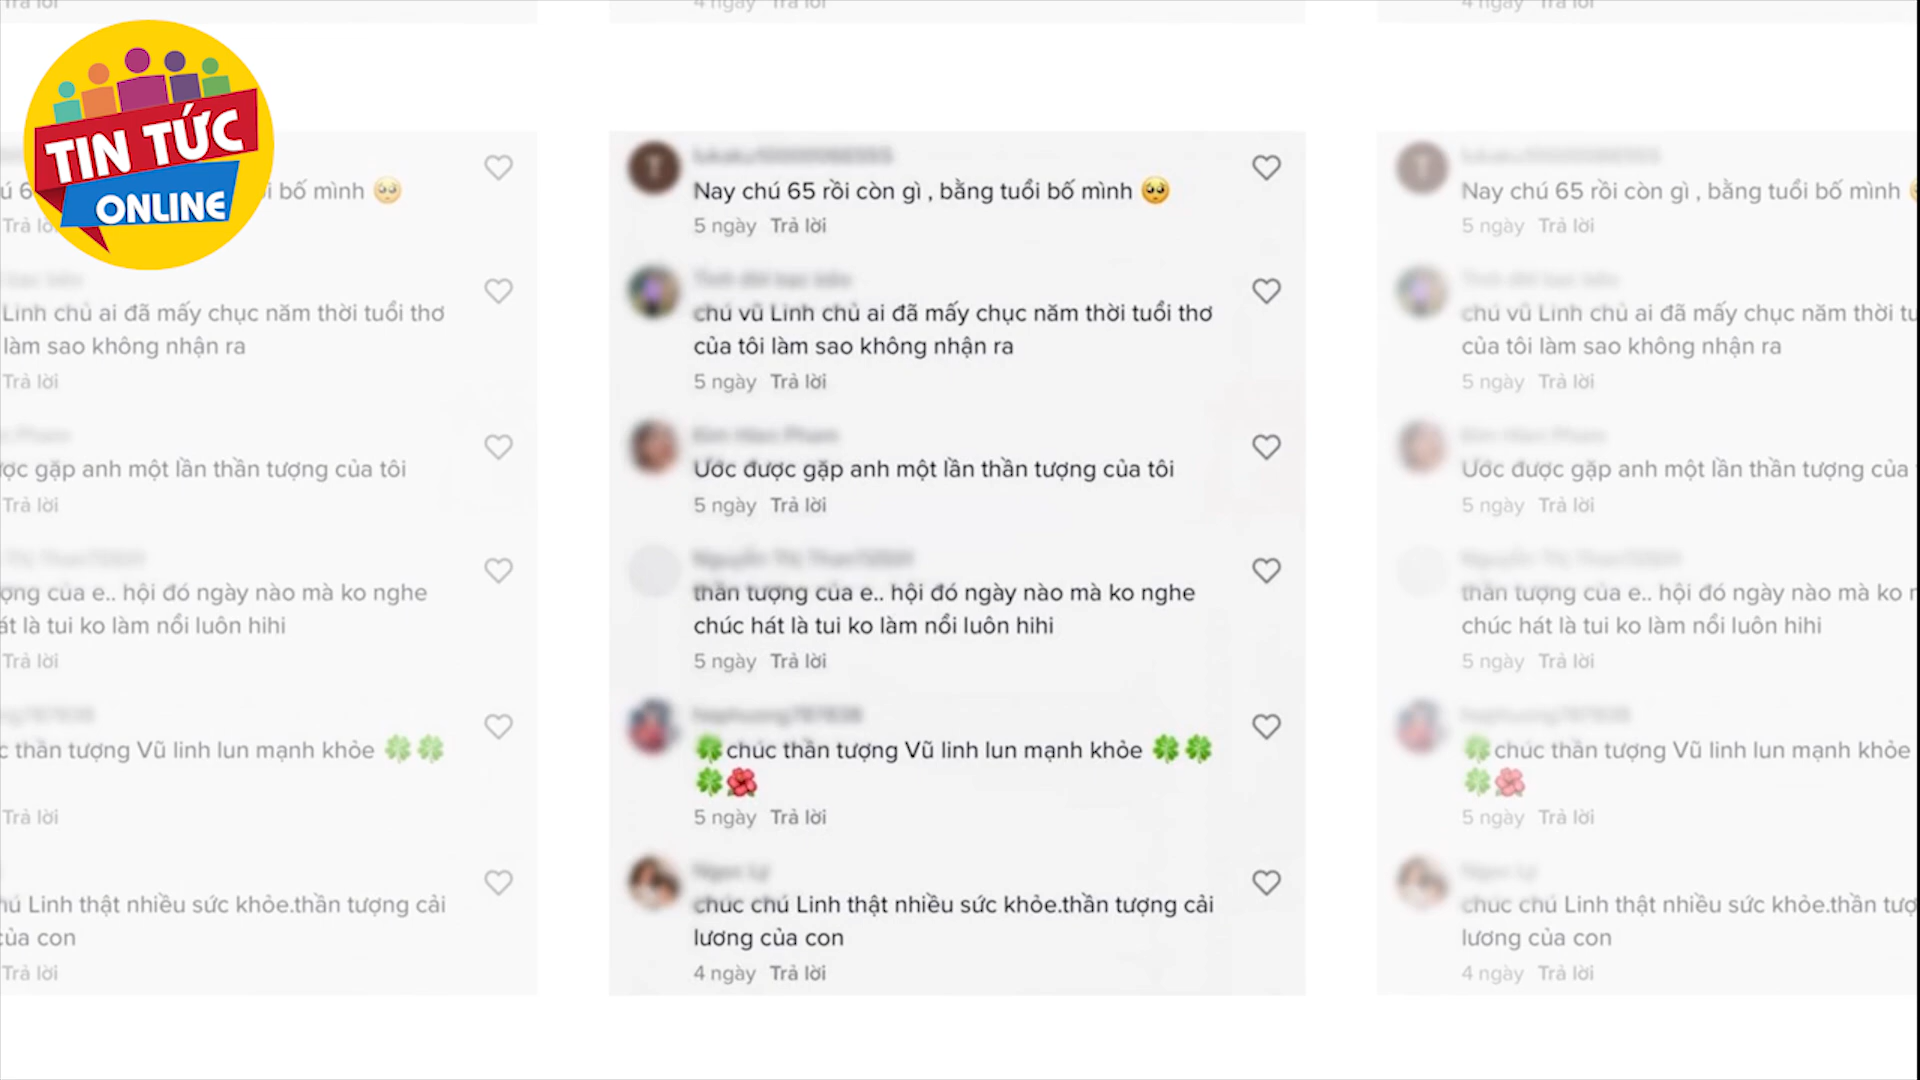 TIN TỨC
ONLINE
Nay chú 65 rồi còn gì , bằng tuổi bố mình 🥺
5 ngày Trả lời
chú vũ Linh chủ ai đã mấy chục năm thời tuổi thơ
của tôi làm sao không nhận ra
5 ngày Trả lời
Ước được gặp anh một lần thần tượng của tôi
5 ngày Trả lời
thần tượng của e.. hội đó ngày nào mà ko nghe
chúc hát là tui ko làm nổi luôn hihi
5 ngày Trả lời
🍀chúc thần tượng Vũ linh lun mạnh khỏe 🍀🍀
🍀🌺
5 ngày Trả lời
chúc chú Linh thật nhiều sức khỏe.thần tượng cải
lương của con
4 ngày Trả lời